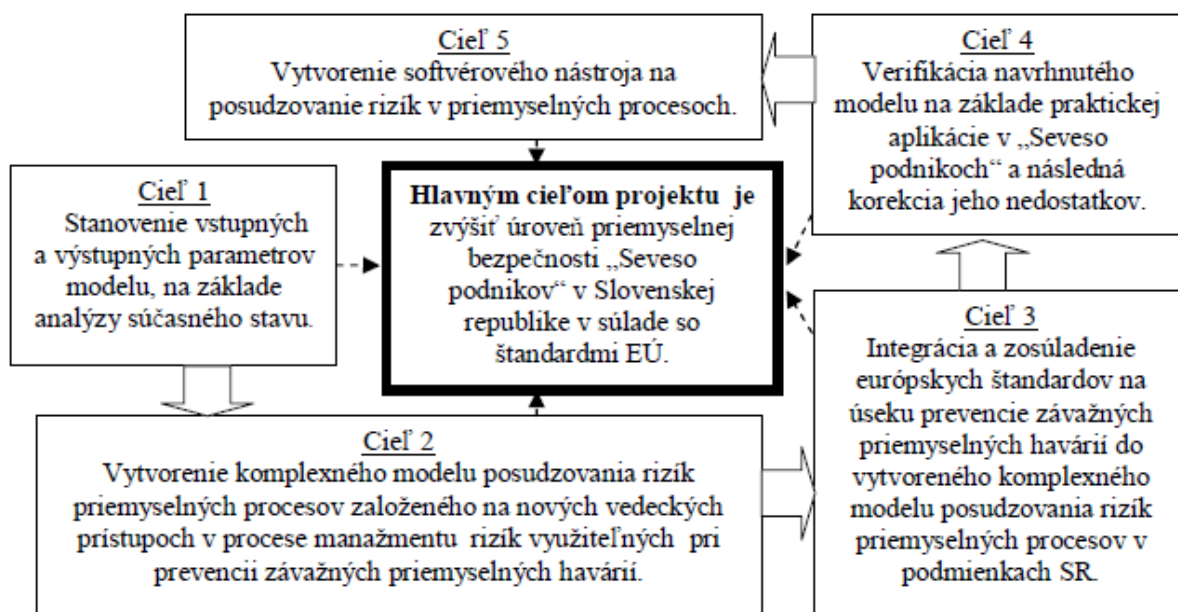 Cieľ 5
Vytvorenie softvérového nástroja na
posudzovanie rizík v priemyselných procesoch.
Cieľ 4
Verifikácia navrhnutého
modelu na základe praktickej
aplikácie v „Seveso
podnikoch“ a následná
korekcia jeho nedostatkov.
Cieľ 1
Stanovenie vstupných
a výstupných parametrov
modelu, na základe
analýzy súčasného stavu.
Hlavným cieľom projektu je
zvýšiť úroveň priemyselnej
bezpečnosti „Seveso
podnikov“ v Slovenskej
republike v súlade so
štandardmi EÚ.
Cieľ 3
Integrácia a zosúladenie
európskych štandardov na
úseku prevencie závažných
priemyselných havárií do
vytvoreného komplexného
modelu posudzovania rizík
priemyselných procesov v
podmienkach SR.
Cieľ 2
Vytvorenie komplexného modelu posudzovania rizík
priemyselných procesov založeného na nových vedeckých
prístupoch v procese manažmentu rizík využiteľných pri
prevencii závažných priemyselných havárií.